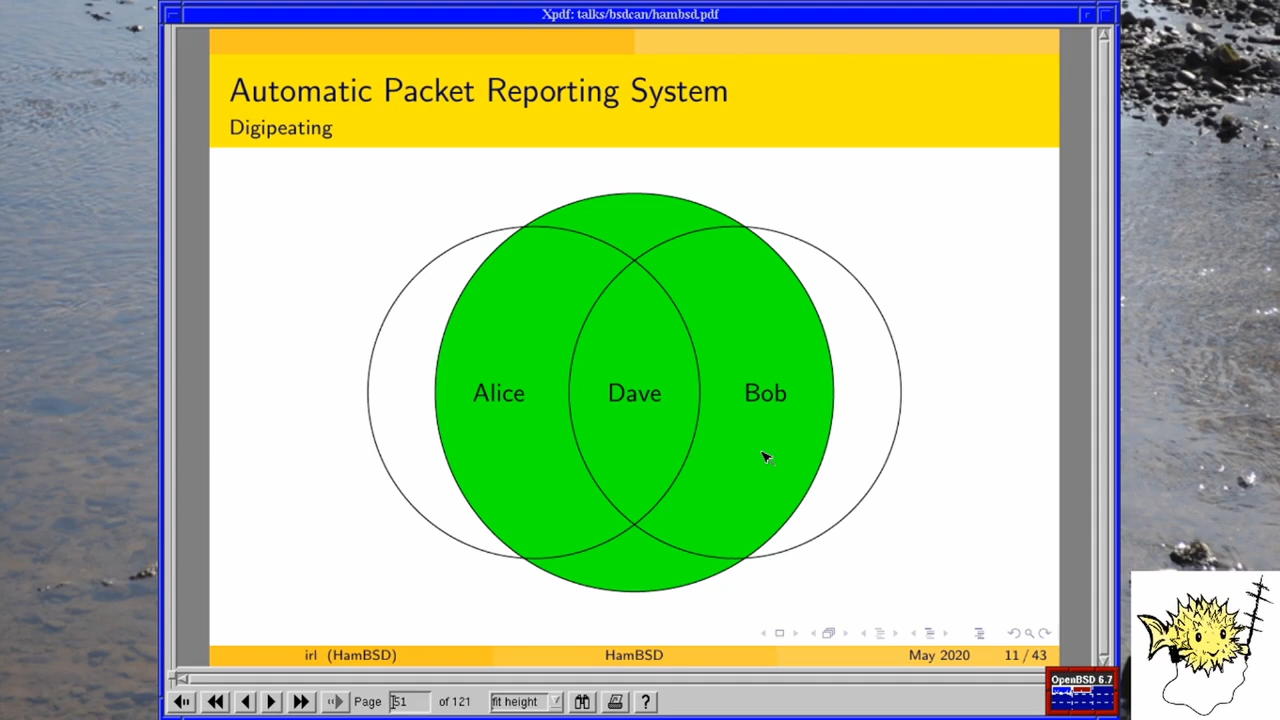 Xpdf: talks/bsdcan/hambsd.pdf
Automatic Packet Reporting System
Digipeating
Alice
Dave
Bob
irl (HamBSD)
HamBSD
May 2020
11 / 43
OpenBSD 6.7
Page
51
of 121
fit height
?